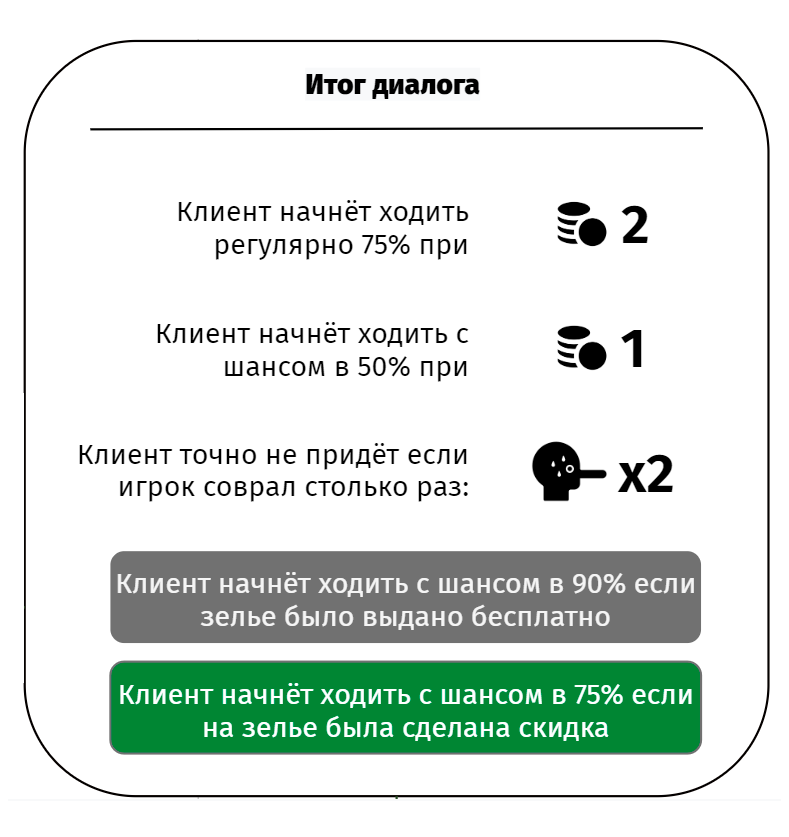 Итог диалога
Клиент начнёт ходить
регулярно 75% при
2
Клиент начнёт ходить с
шансом в 50% при
1
Клиент точно не придёт если
игрок соврал столько раз:
x2
Клиент начнёт ходить с шансом в 90% если
зелье было выдано бесплатно
Клиент начнёт ходить с шансом в 75% если
на зелье была сделана скидка